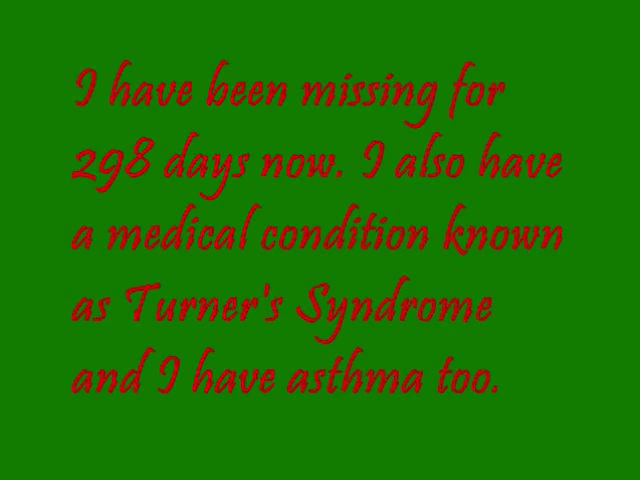 I have been missing for
298 days now. I also have
a medical condition known
as Turner's Syndrome
and I have asthma too.